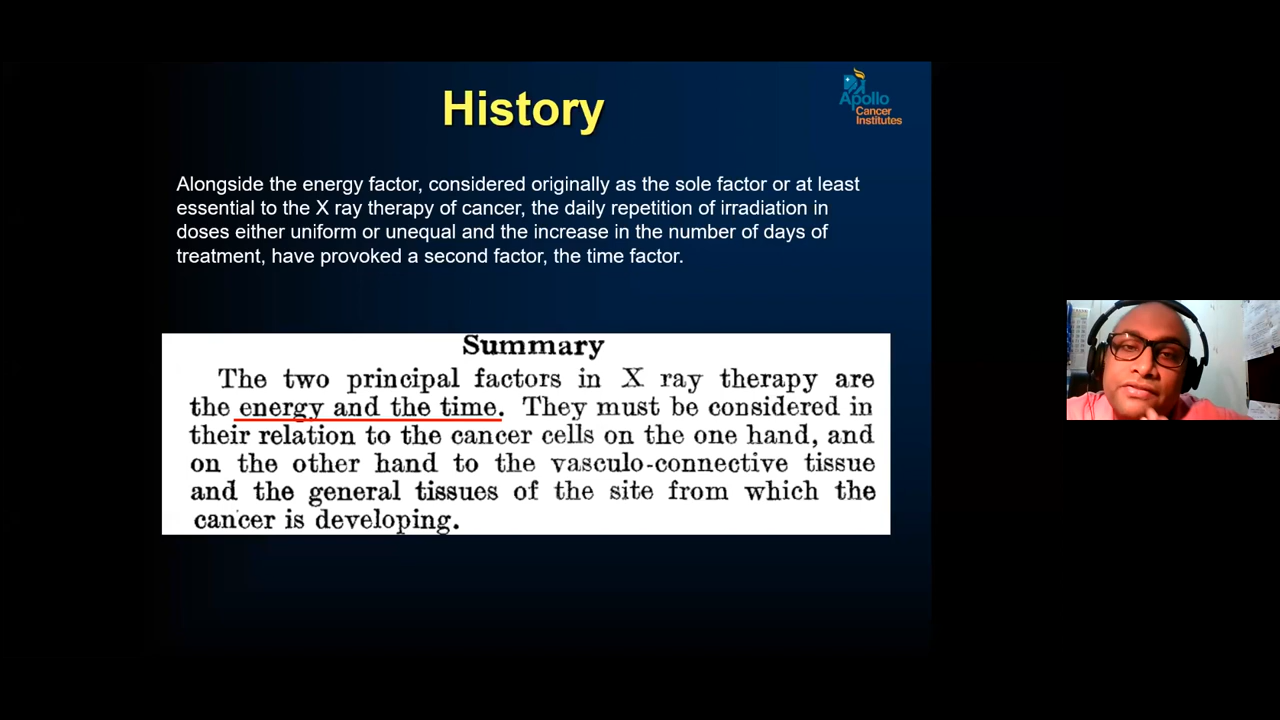 History
Apollo
Cancer
Institutes
Alongside the energy factor, considered originally as the sole factor or at least
essential to the X ray therapy of cancer, the daily repetition of irradiation in
doses either uniform or unequal and the increase in the number of days of
treatment, have provoked a second factor, the time factor.
Summary
The two principal factors in X ray therapy are
the energy and the time. They must be considered in
their relation to the cancer cells on the one hand, and
on the other hand to the vasculo-connective tissue
and the general tissues of the site from which the
cancer is developing.